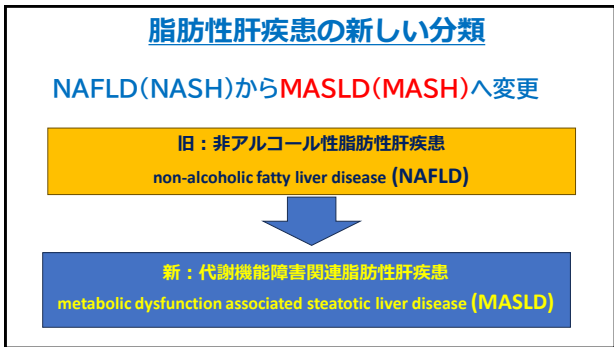 脂肪性肝疾患の新しい分類
NAFLD(NASH)からMASLD(MASH)へ変更
旧：非アルコール性脂肪性肝疾患
non-alcoholic fatty liver disease (NAFLD)
新：代謝機能障害関連脂肪性肝疾患
metabolic dysfunction associated steatotic liver disease (MASLD)